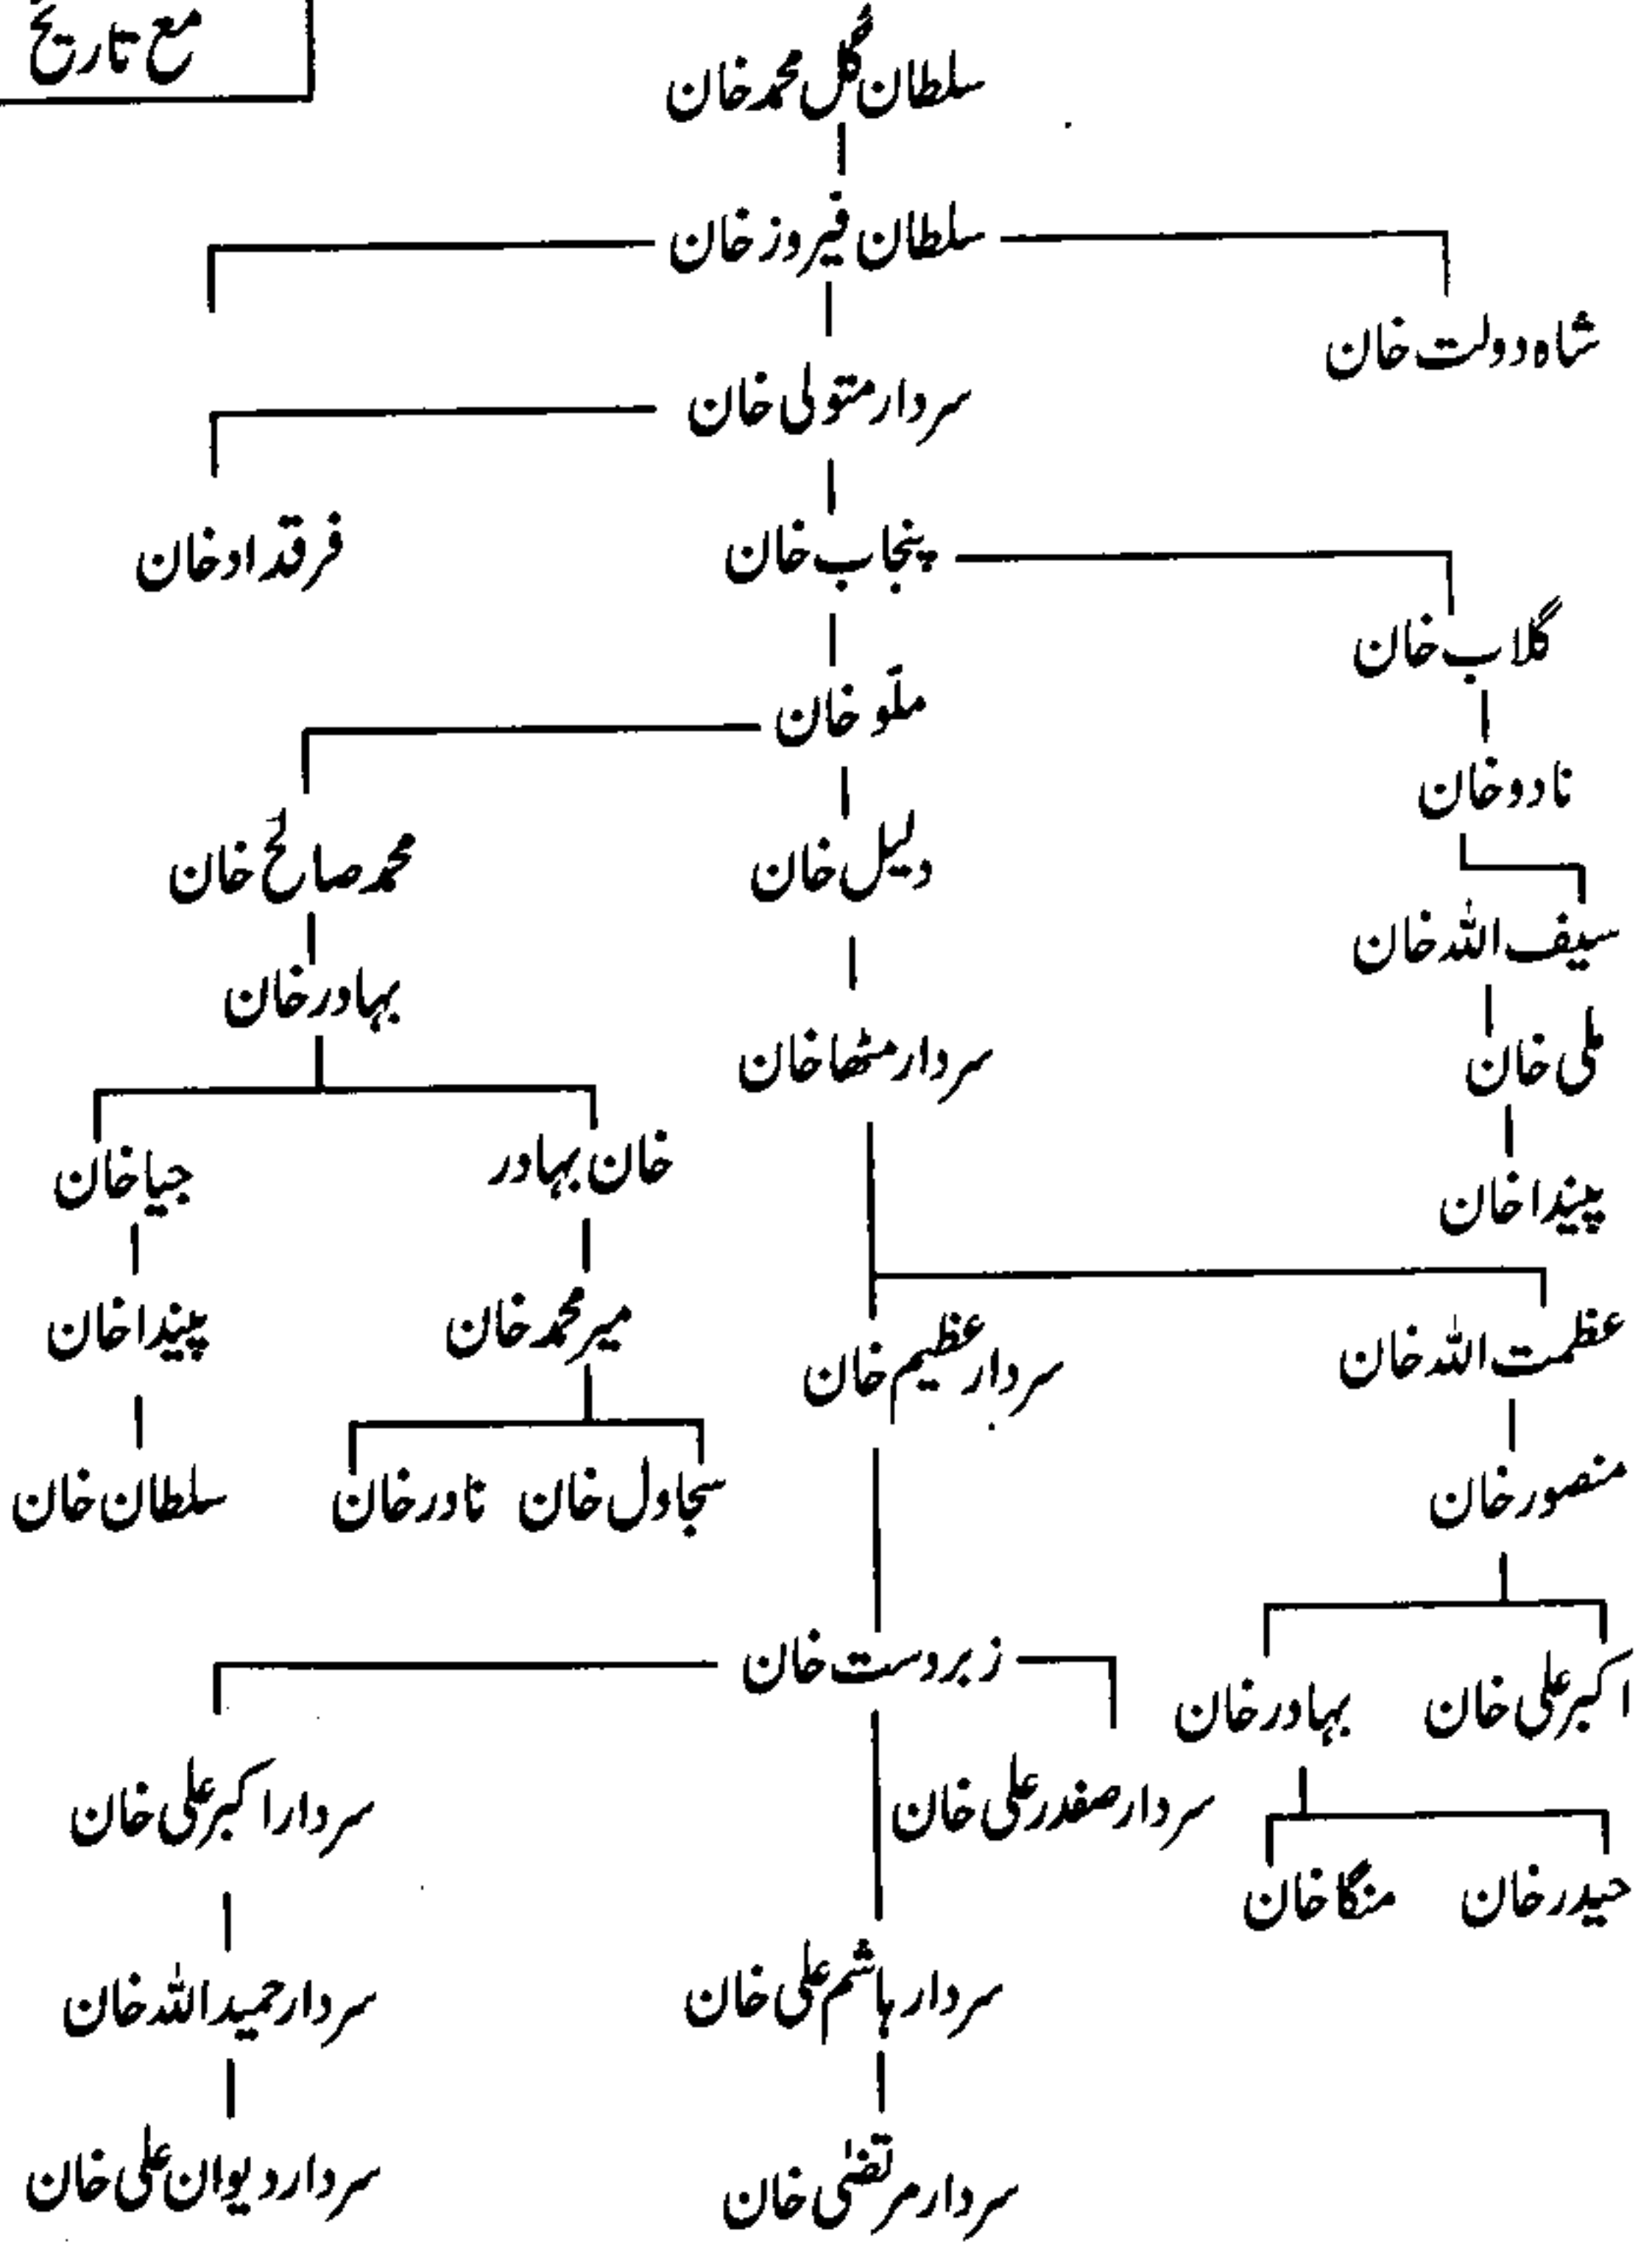 مع تاریخ
سلطان گل محمد خان
سلطان فیروز خان
شاہ دولت خان
سردار متولی خان
فرقداد خان
پنجاب خان
گلاب خان
ملو خان
نادو خان
محمد صالح خان
دلیل خان
سیف اللہ خان
بہادر خان
سردار مٹھا خان
ملی خان
جیا خان
خان بہادر
پیندا خان
پیندا خان
میر محمد خان
سردار عظیم خان
عظمت اللہ خان
سلطان خان
نادر خان
سجاول خان
منصور خان
زبردست خان
بہادر خان
اکبر علی خان
سردار اکبر علی خان
سردار صفدر علی خان
منگا خان
حیدر خان
سردار حمید اللہ خان
سردار ہاشم علی خان
سردار دیوان علی خان
سردار مرتضیٰ خان